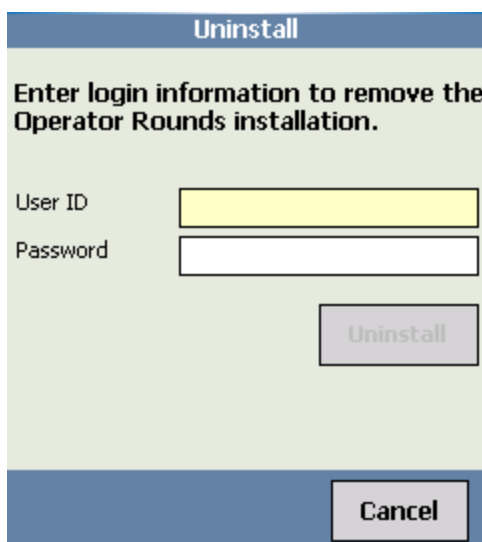 Uninstall
Enter login information to remove the
Operator Rounds installation.
User ID
Password
Uninstall
Cancel